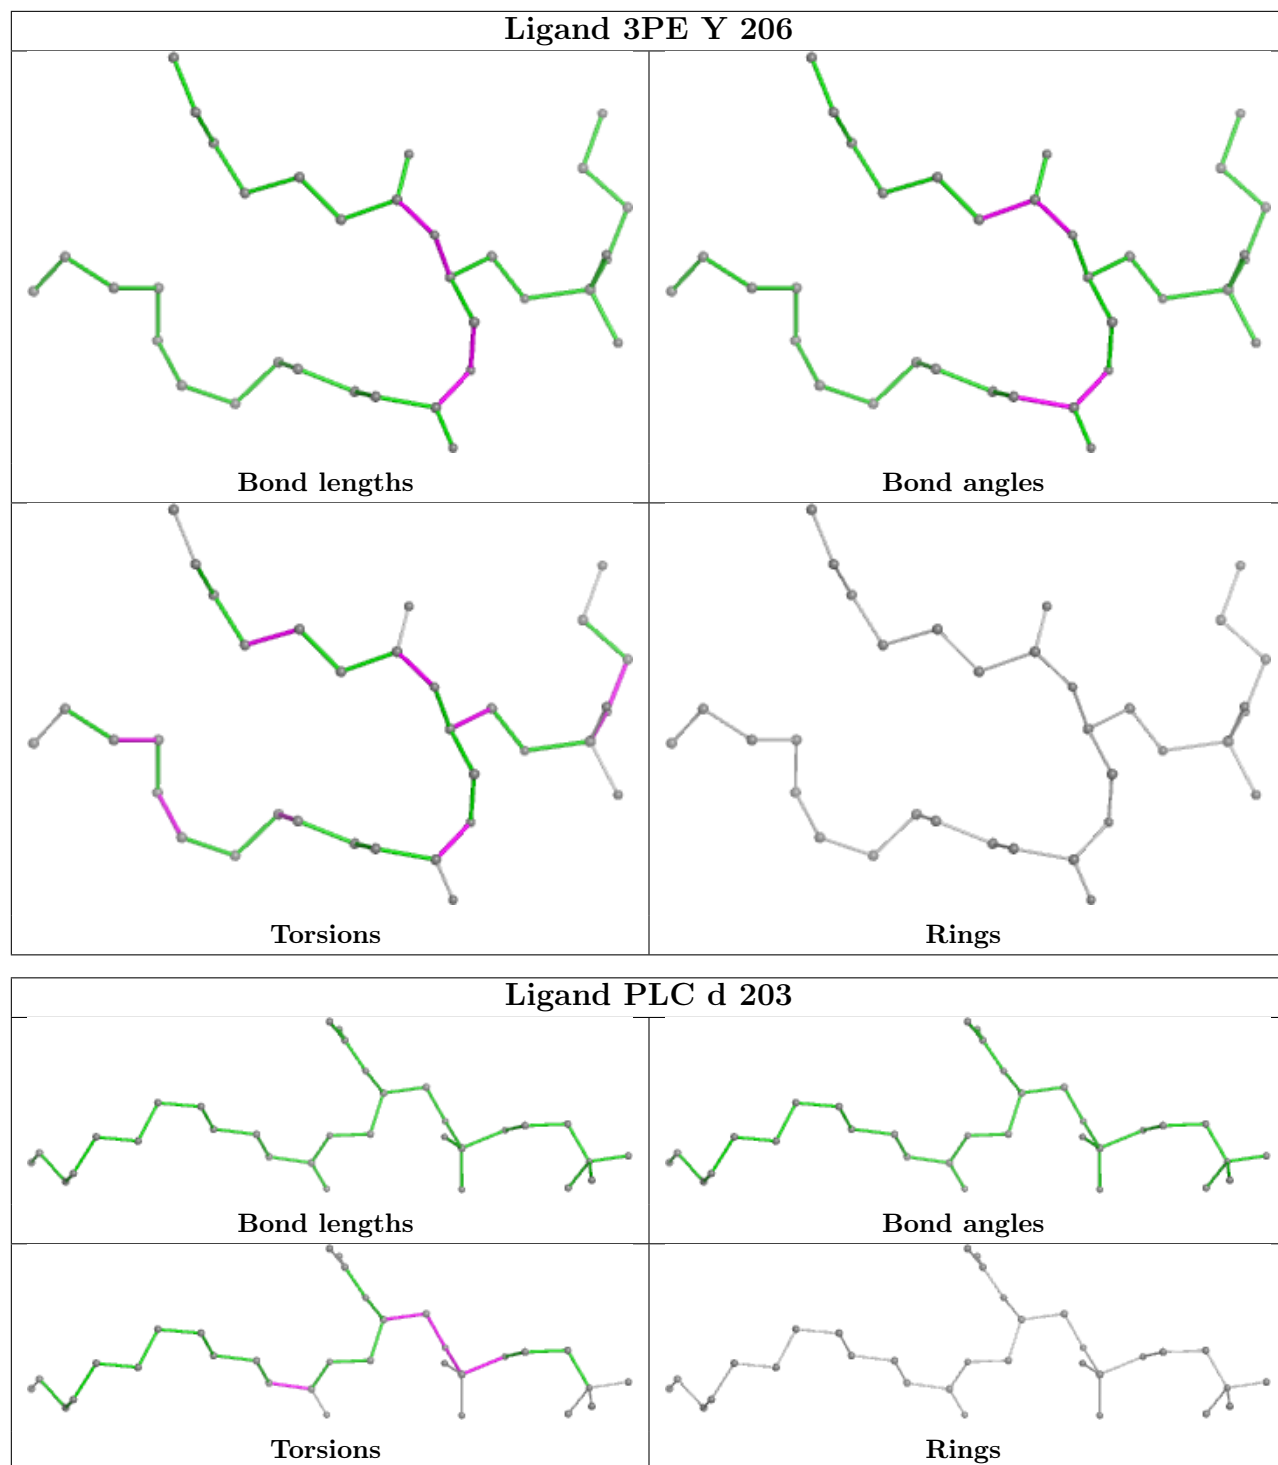 Ligand 3PE Y 206
Bond lengths
Bond angles
Torsions
Rings
Ligand PLC d 203
Bond lengths
Bond angles
Torsions
Rings